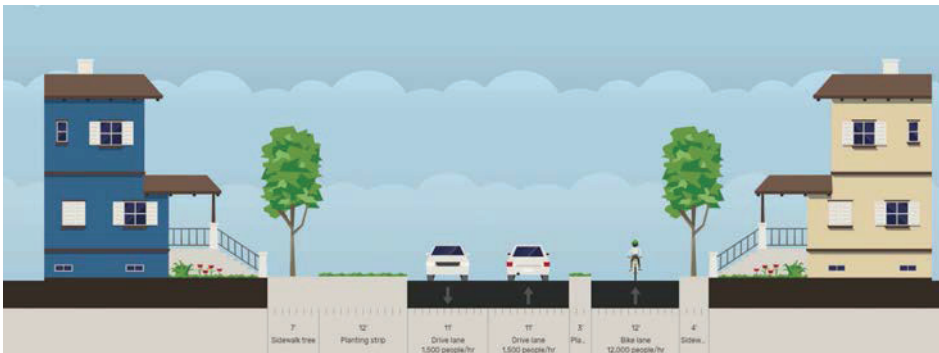 7'
Sidewalk tree
12'
Planting strip
11'
Drive lane
1,500 people/hr
11'
Drive lane
1,500 people/hr
3'
Pla...
12'
Bike lane
12,000 people/hr
4'
Sidew...